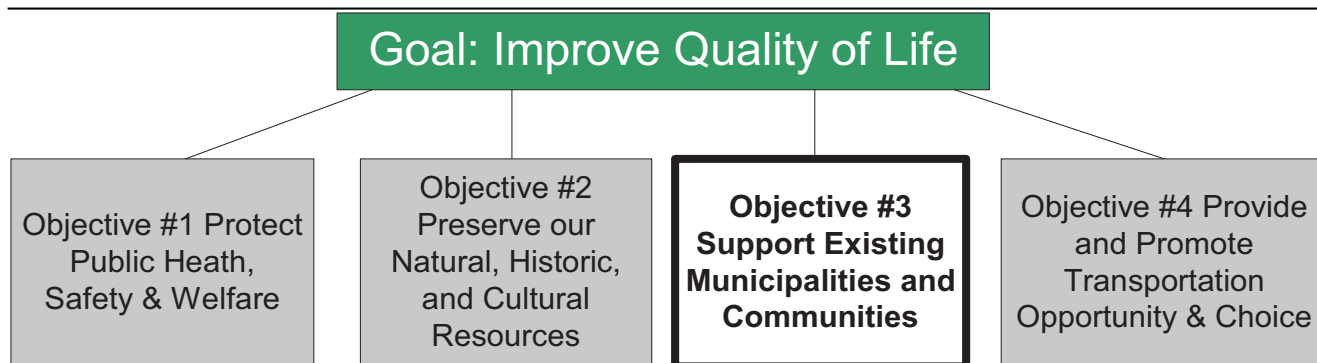 Goal: Improve Quality of Life
Objective #1 Protect
Public Heath,
Safety & Welfare
Objective #2
Preserve our
Natural, Historic,
and Cultural
Resources
Objective #3
Support Existing
Municipalities and
Communities
Objective #4 Provide
and Promote
Transportation
Opportunity & Choice